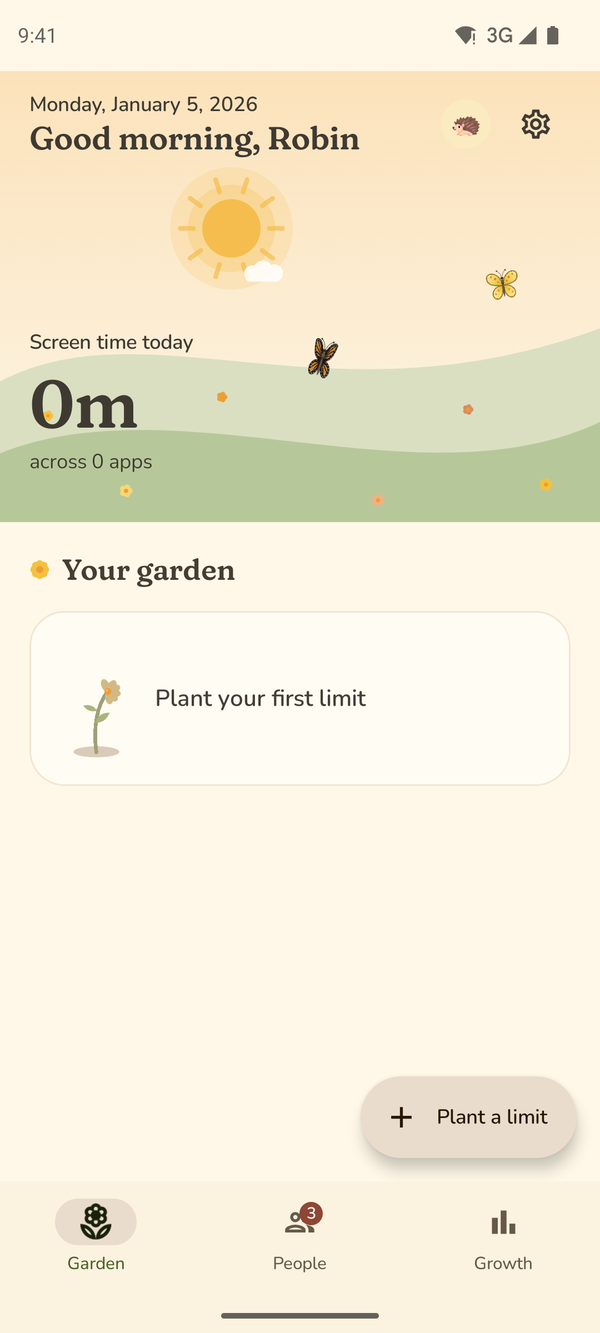 9:41
3G
Monday, January 5, 2026
Good morning, Robin
Screen time today
0m
across 0 apps
Your garden
Plant your first limit
Plant a limit
3
Garden
People
Growth